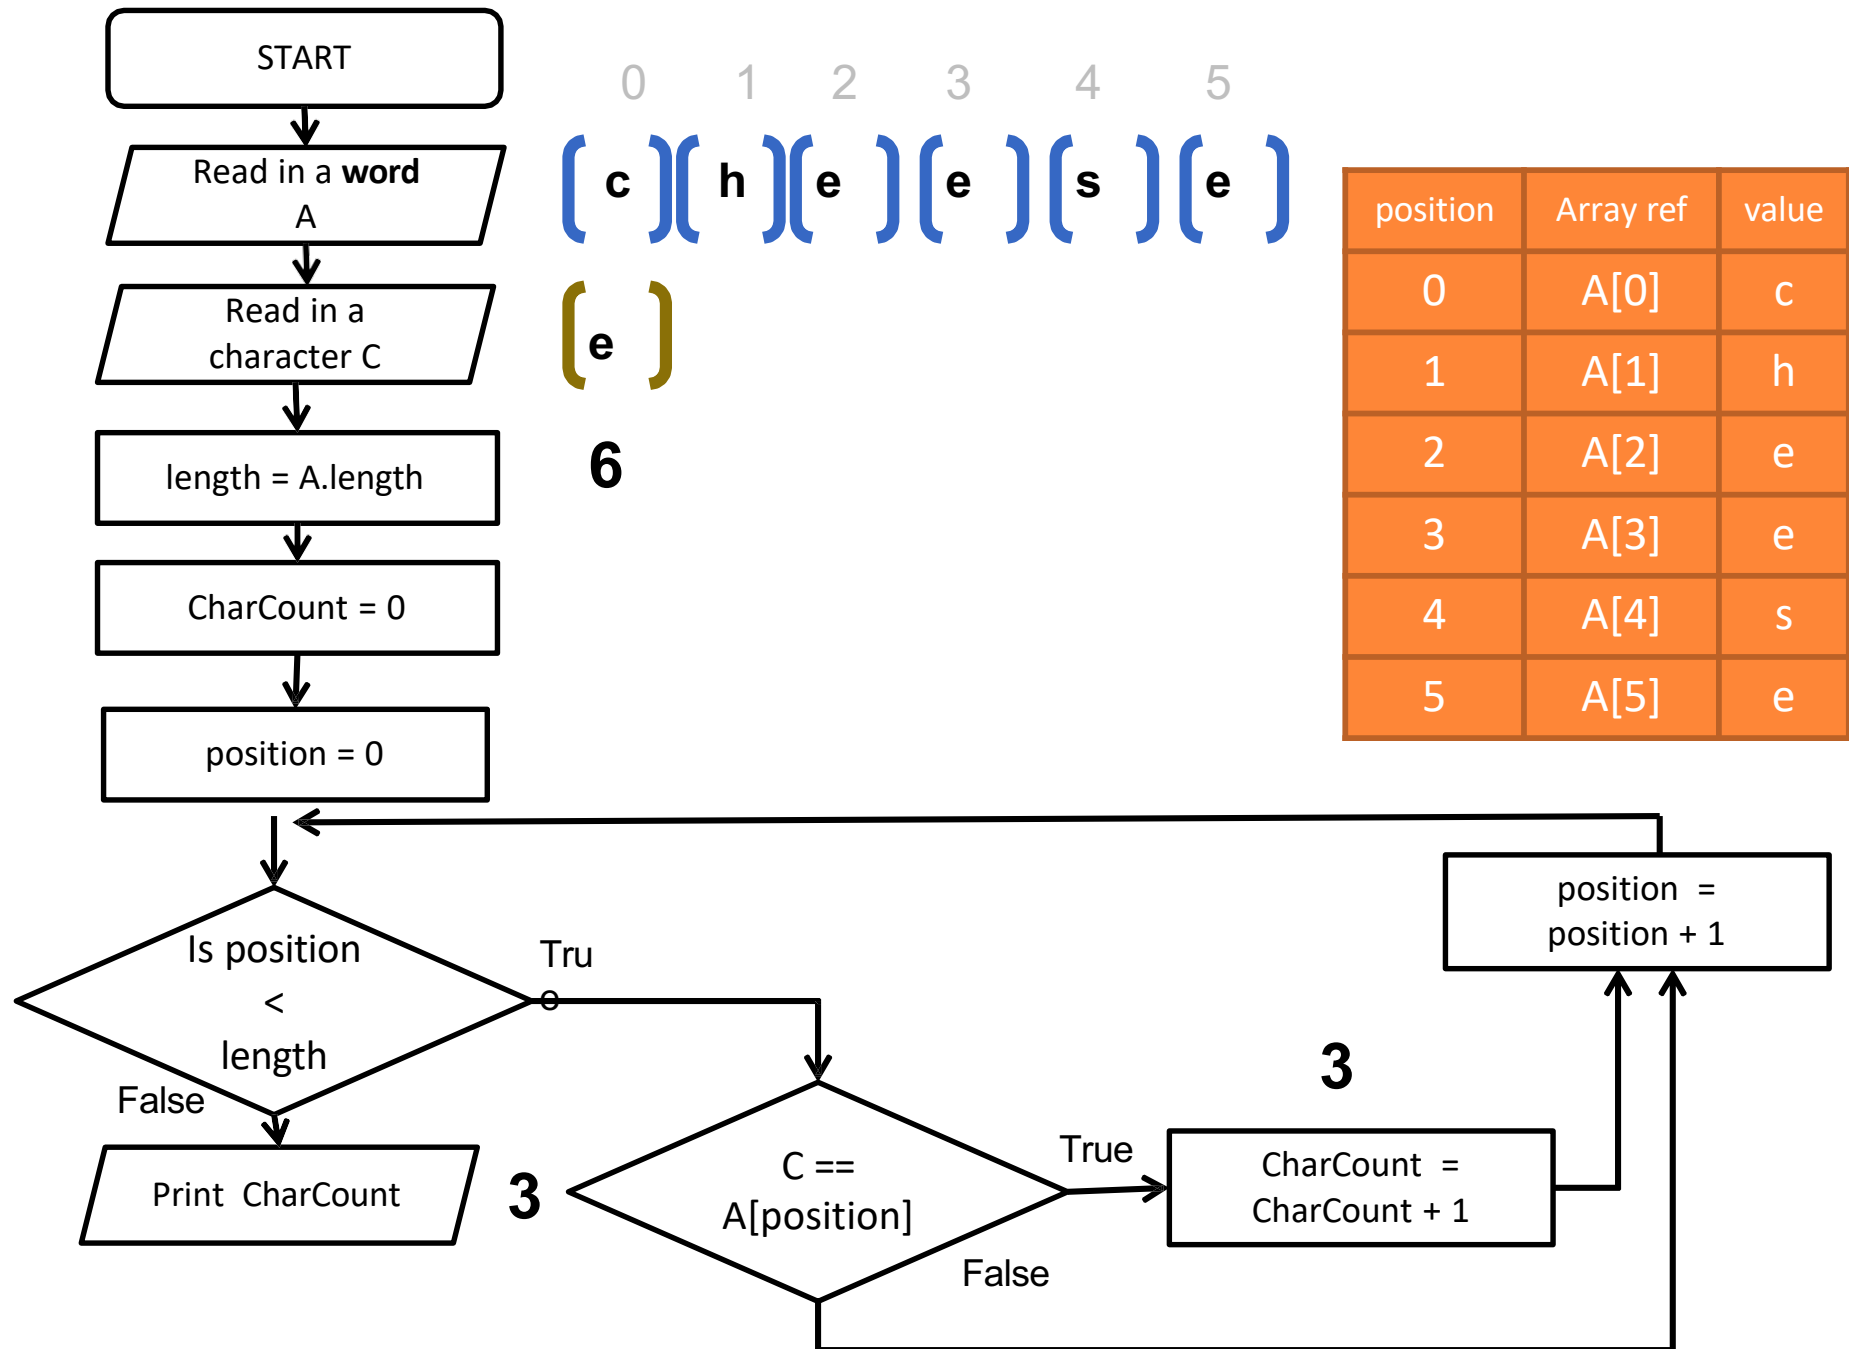 START
0 1 2 3 4 5
Read in a word
A
c h e e s e
Read in a
character C
e
length = A.length
6
CharCount = 0
position = 0
position Array ref value
0 A[0] c
1 A[1] h
2 A[2] e
3 A[3] e
4 A[4] s
5 A[5] e
Is position
<
length
Tru
e
False
Print CharCount
3
C ==
A[position]
True
False
3
CharCount =
CharCount + 1
position =
position + 1